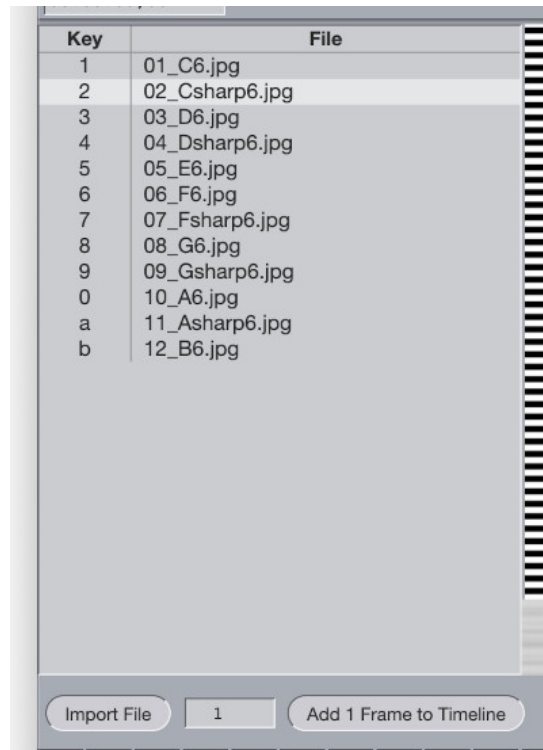 Key File
1 01_C6.jpg
2 02_Csharp6.jpg
3 03_D6.jpg
4 04_Dsharp6.jpg
5 05_E6.jpg
6 06_F6.jpg
7 07_Fsharp6.jpg
8 08_G6.jpg
9 09_Gsharp6.jpg
0 10_A6.jpg
a 11_Asharp6.jpg
b 12_B6.jpg
Import File 1 Add 1 Frame to Timeline